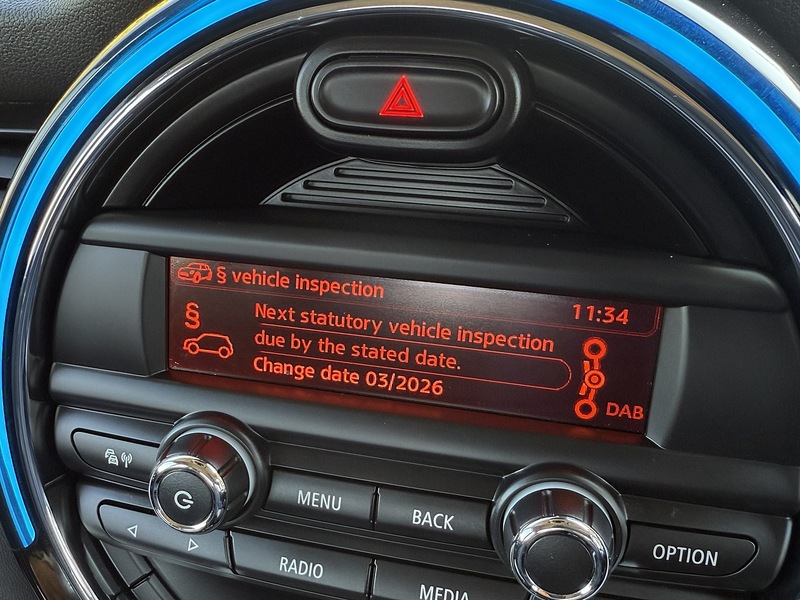 § vehicle inspection
11:34
§
Next statutory vehicle inspection
due by the stated date.
Change date 03/2026
DAB
MENU
BACK
OPTION
RADIO
MEDIA